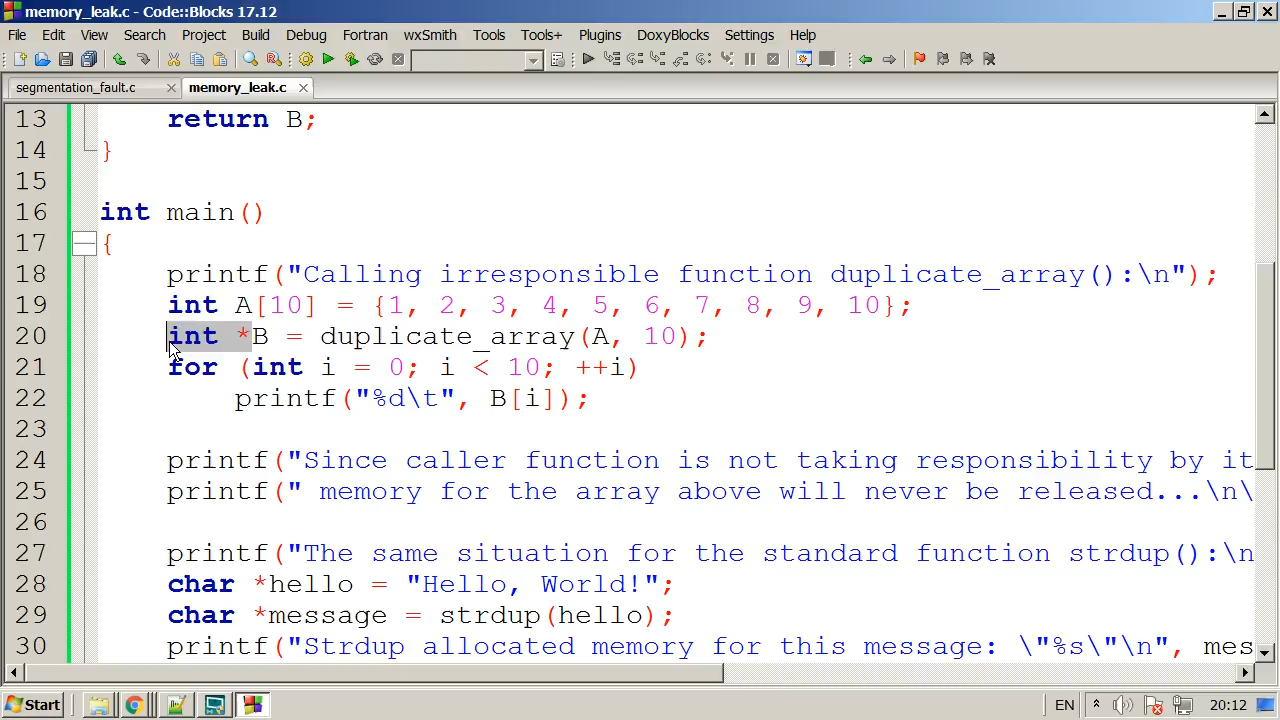 memory_leak.c - Code::Blocks 17.12
File Edit View Search Project Build Debug Fortran wxSmith Tools Tools+ Plugins DoxyBlocks Settings Help
segmentation_fault.c memory_leak.c
13 return B;
14 }
15
16 int main()
17 {
18 printf("Calling irresponsible function duplicate_array():\n");
19 int A[10] = {1, 2, 3, 4, 5, 6, 7, 8, 9, 10};
20 int *B = duplicate_array(A, 10);
21 for (int i = 0; i < 10; ++i)
22 printf("%d\t", B[i]);
23
24 printf("Since caller function is not taking responsibility by it
25 printf(" memory for the array above will never be released...\n\
26
27 printf("The same situation for the standard function strdup():\n
28 char *hello = "Hello, World!";
29 char *message = strdup(hello);
30 printf("Strdup allocated memory for this message: \"%s\"\n", mes
Start EN 20:12